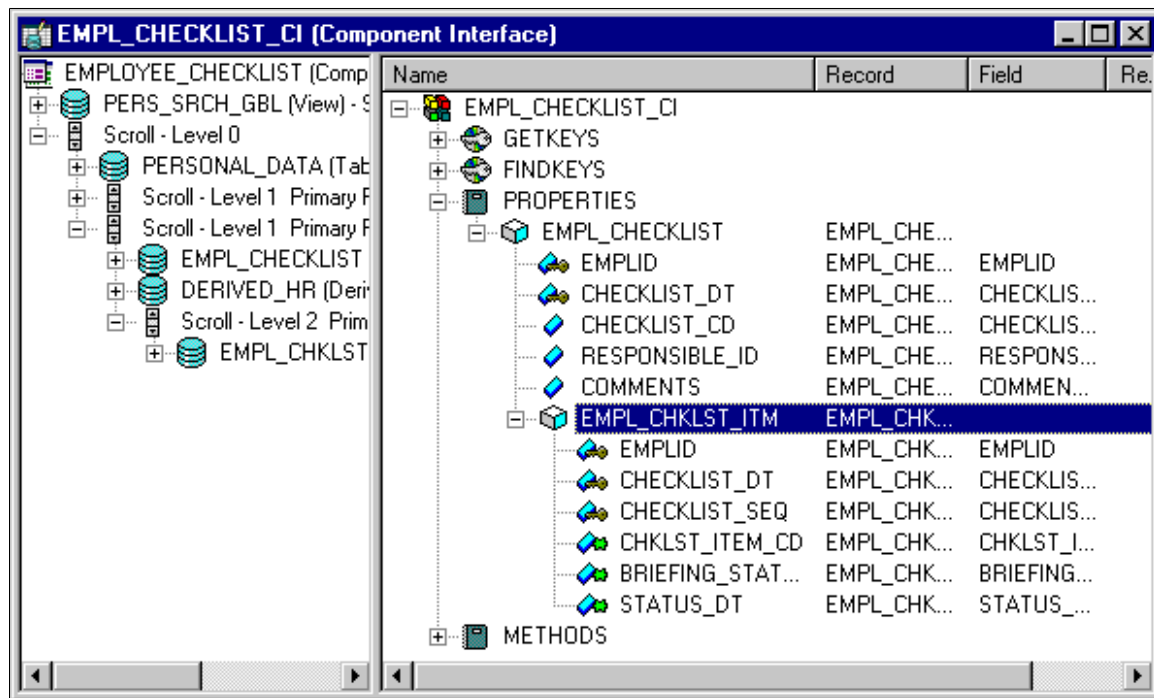 EMPL_CHECKLIST_CI (Component Interface)
EMPLOYEE_CHECKLIST (Comp
PERS_SRCH_GBL (View) - S
Scroll - Level 0
PERSONAL_DATA (Tab
Scroll - Level 1 Primary R
Scroll - Level 1 Primary R
EMPL_CHECKLIST
DERIVED_HR (Deri
Scroll - Level 2 Prim
EMPL_CHKLST
Name Record Field Re.
EMPL_CHECKLIST_CI
GETKEYS
FINDKEYS
PROPERTIES
EMPL_CHECKLIST EMPL_CHE...
EMPLID EMPL_CHE... EMPLID
CHECKLIST_DT EMPL_CHE... CHECKLIS...
CHECKLIST_CD EMPL_CHE... CHECKLIS...
RESPONSIBLE_ID EMPL_CHE... RESPONS...
COMMENTS EMPL_CHE... COMMEN...
EMPL_CHKLST_ITM EMPL_CHK...
EMPLID EMPL_CHK... EMPLID
CHECKLIST_DT EMPL_CHK... CHECKLIS...
CHECKLIST_SEQ EMPL_CHK... CHECKLIS...
CHKLST_ITEM_CD EMPL_CHK... CHKLST_I...
BRIEFING_STAT... EMPL_CHK... BRIEFING...
STATUS_DT EMPL_CHK... STATUS_...
METHODS